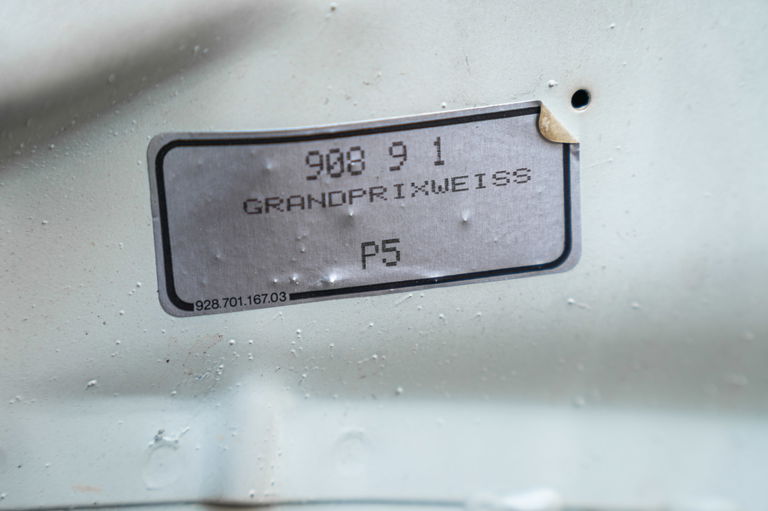 908 9 1
GRANDPRIXWEISS
P5
928.701.167.03